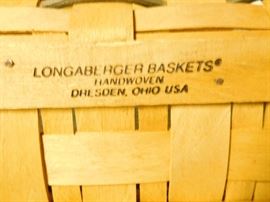 LONGABERGER BASKETS®
HANDWOVEN
DRESDEN, OHIO USA